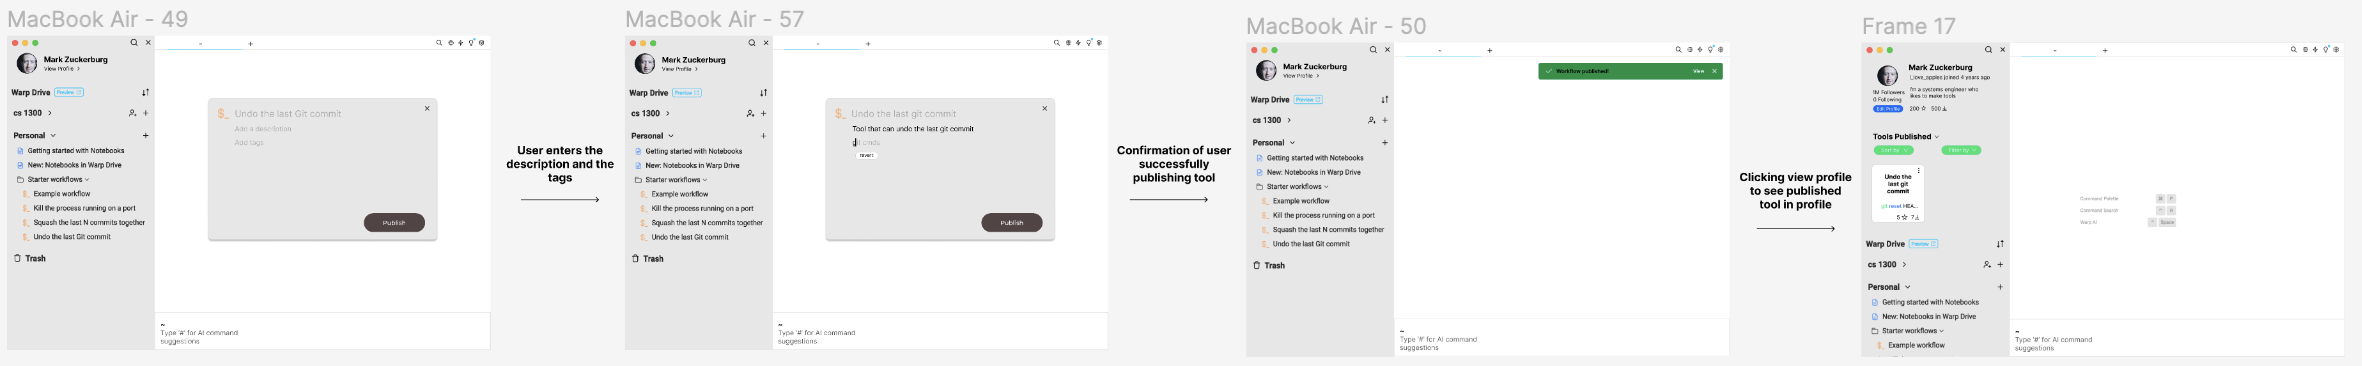 MacBook Air - 49
Mark Zuckerburg
View Profile >
Warp Drive Preview
cs 1300 >
Personal
Getting started with Notebooks
New: Notebooks in Warp Drive
Starter workflows
Example workflow
Kill the process running on a port
Squash the last N commits together
Undo the last Git commit
Trash
- +
$_ Undo the last Git commit
Add a description
Add tags
Publish
~
Type '#' for AI command
suggestions
User enters the
description and the
tags
MacBook Air - 57
Mark Zuckerburg
View Profile >
Warp Drive Preview
cs 1300 >
Personal
Getting started with Notebooks
New: Notebooks in Warp Drive
Starter workflows
Example workflow
Kill the process running on a port
Squash the last N commits together
Undo the last Git commit
Trash
- +
$_ Undo the last git commit
Tool that can undo the last git commit
git cmds
revert
Publish
~
Type '#' for AI command
suggestions
Confirmation of user
successfully
publishing tool
MacBook Air - 50
Mark Zuckerburg
View Profile >
Warp Drive Preview
cs 1300 >
Personal
Getting started with Notebooks
New: Notebooks in Warp Drive
Starter workflows
Example workflow
Kill the process running on a port
Squash the last N commits together
Undo the last Git commit
Trash
- +
Workflow published! View
~
Type '#' for AI command
suggestions
Clicking view profile
to see published
tool in profile
Frame 17
Mark Zuckerburg
i_love_apples joined 4 years ago
I'm a systems engineer who
likes to make tools
1M Followers
0 Following
Edit Profile 200 500
Tools Published
Sort by Filter by
Undo the
last git
commit
git reset HEA...
5 7
Warp Drive Preview
cs 1300 >
Personal
Getting started with Notebooks
New: Notebooks in Warp Drive
Starter workflows
Example workflow
- +
Command Palette ⌘ P
Command Search ^ R
Warp AI ^ Space
~
Type '#' for AI command
suggestions